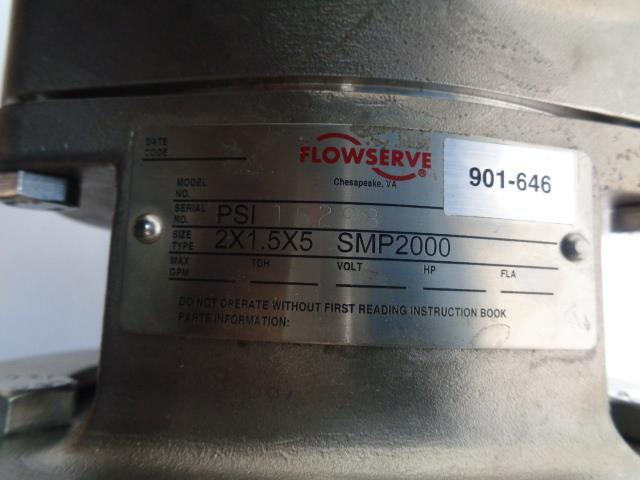 DATE
CODE
FLOWSERVE®
Chesapeake, VA
901-646
MODEL
NO.
SERIAL
NO. PSI
SIZE
TYPE 2X1.5X5 SMP2000
MAX
GPM TDH VOLT HP FLA
DO NOT OPERATE WITHOUT FIRST READING INSTRUCTION BOOK
PARTS INFORMATION: